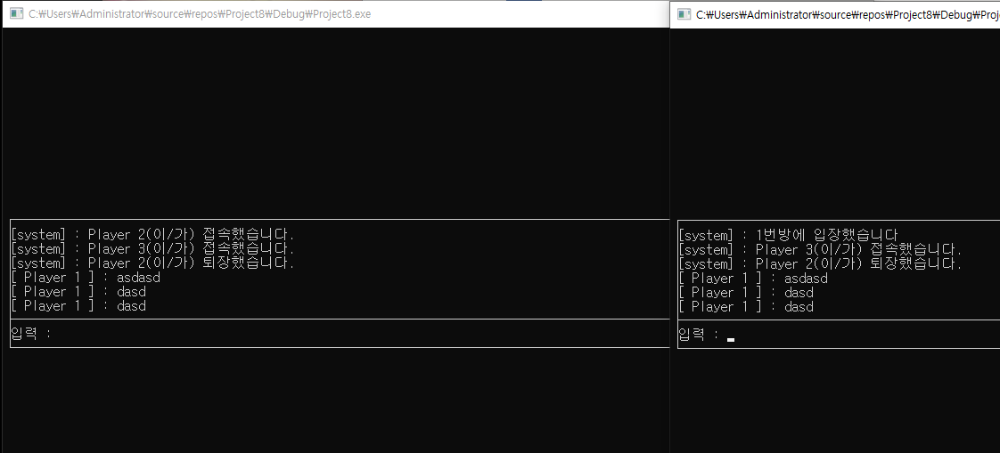 C:₩Users₩Administrator₩source₩repos₩Project8₩Debug₩Project8.exe
[system] : Player 2(이/가) 접속했습니다.
[system] : Player 3(이/가) 접속했습니다.
[system] : Player 2(이/가) 퇴장했습니다.
[ Player 1 ] : asdasd
[ Player 1 ] : dasd
[ Player 1 ] : dasd
입력 :
C:₩Users₩Administrator₩source₩repos₩Project8₩Debug₩Proj
[system] : 1번방에 입장했습니다
[system] : Player 3(이/가) 접속했습니다.
[system] : Player 2(이/가) 퇴장했습니다.
[ Player 1 ] : asdasd
[ Player 1 ] : dasd
[ Player 1 ] : dasd
입력 :